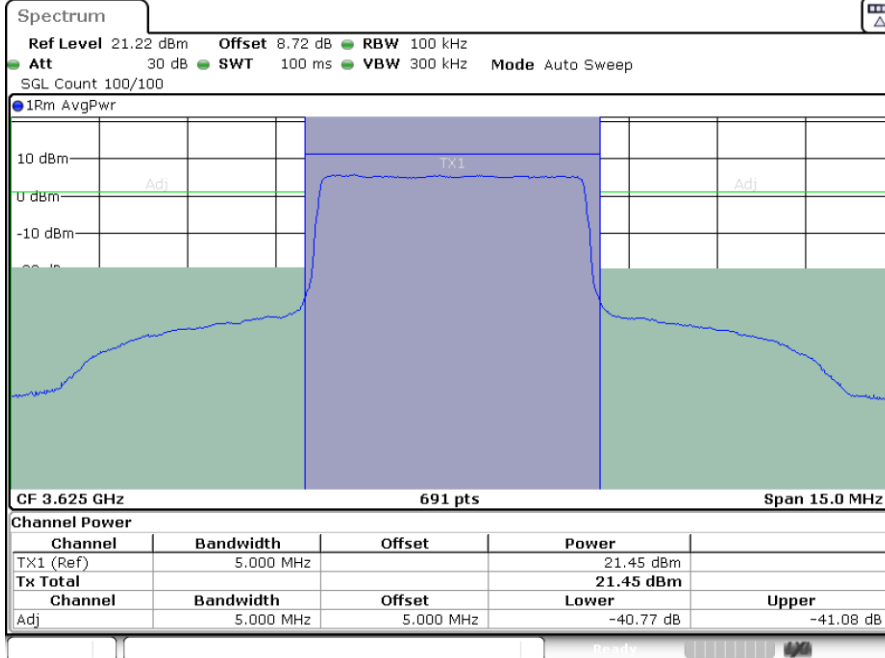 Spectrum
Ref Level 21.22 dBm Offset 8.72 dB RBW 100 kHz
Att 30 dB SWT 100 ms VBW 300 kHz Mode Auto Sweep
SGL Count 100/100
1Rm AvgPwr
10 dBm
TX1
Adj Adj
0 dBm
-10 dBm
CF 3.625 GHz 691 pts Span 15.0 MHz
Channel Power
Channel Bandwidth Offset Power
TX1 (Ref) 5.000 MHz 21.45 dBm
Tx Total 21.45 dBm
Channel Bandwidth Offset Lower Upper
Adj 5.000 MHz 5.000 MHz -40.77 dB -41.08 dB
Ready